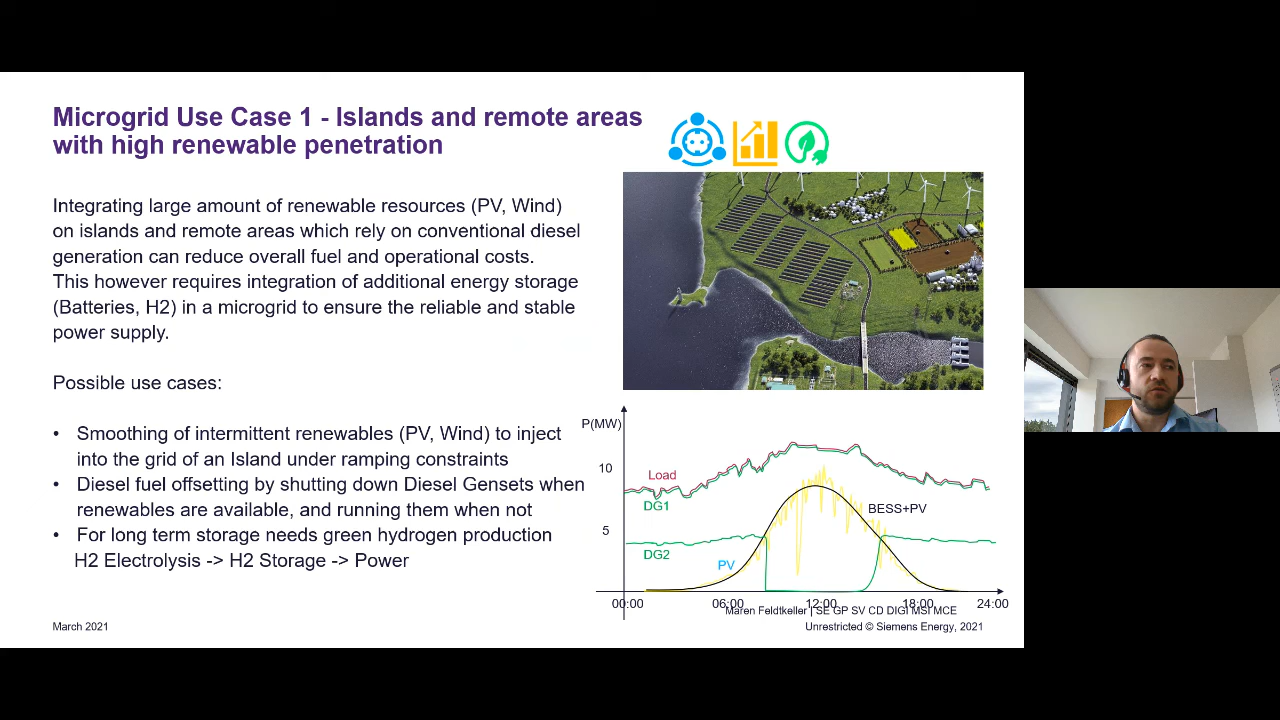 Microgrid Use Case 1 - Islands and remote areas
with high renewable penetration
Integrating large amount of renewable resources (PV, Wind)
on islands and remote areas which rely on conventional diesel
generation can reduce overall fuel and operational costs.
This however requires integration of additional energy storage
(Batteries, H2) in a microgrid to ensure the reliable and stable
power supply.
Possible use cases:
• Smoothing of intermittent renewables (PV, Wind) to inject
into the grid of an Island under ramping constraints
• Diesel fuel offsetting by shutting down Diesel Gensets when
renewables are available, and running them when not
• For long term storage needs green hydrogen production
H2 Electrolysis -> H2 Storage -> Power
P(MW)
10
Load
DG1
BESS+PV
5
DG2
PV
00:00 06:00 12:00 18:00 24:00
Maren Feldtkeller | SE GP SV CD DIGI MSI MCE
March 2021
Unrestricted © Siemens Energy, 2021